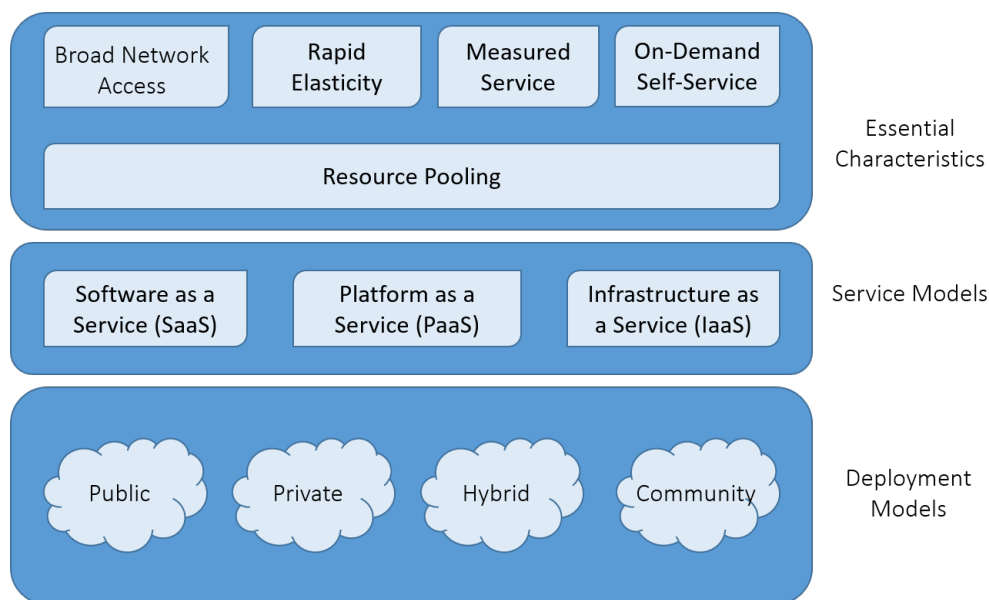 Broad Network
Access
Rapid
Elasticity
Measured
Service
On-Demand
Self-Service
Resource Pooling
Essential
Characteristics
Software as a
Service (SaaS)
Platform as a
Service (PaaS)
Infrastructure as
a Service (IaaS)
Service Models
Public
Private
Hybrid
Community
Deployment
Models